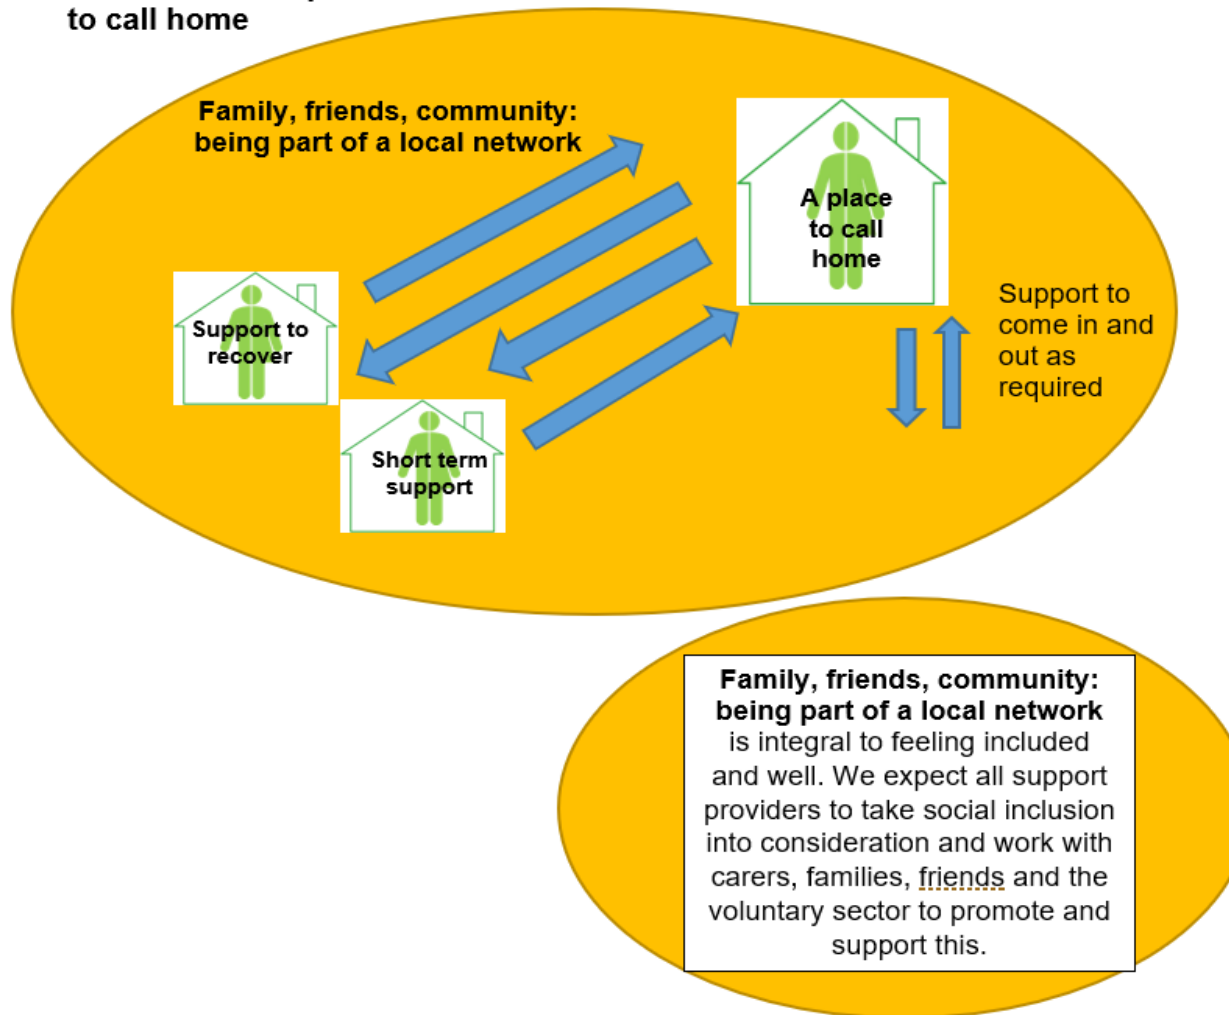 to call home
Family, friends, community:
being part of a local network
A place
to call
home
Support to
come in and
out as
required
Support to
recover
Short term
support
Family, friends, community:
being part of a local network
is integral to feeling included
and well. We expect all support
providers to take social inclusion
into consideration and work with
carers, families, friends and the
voluntary sector to promote and
support this.